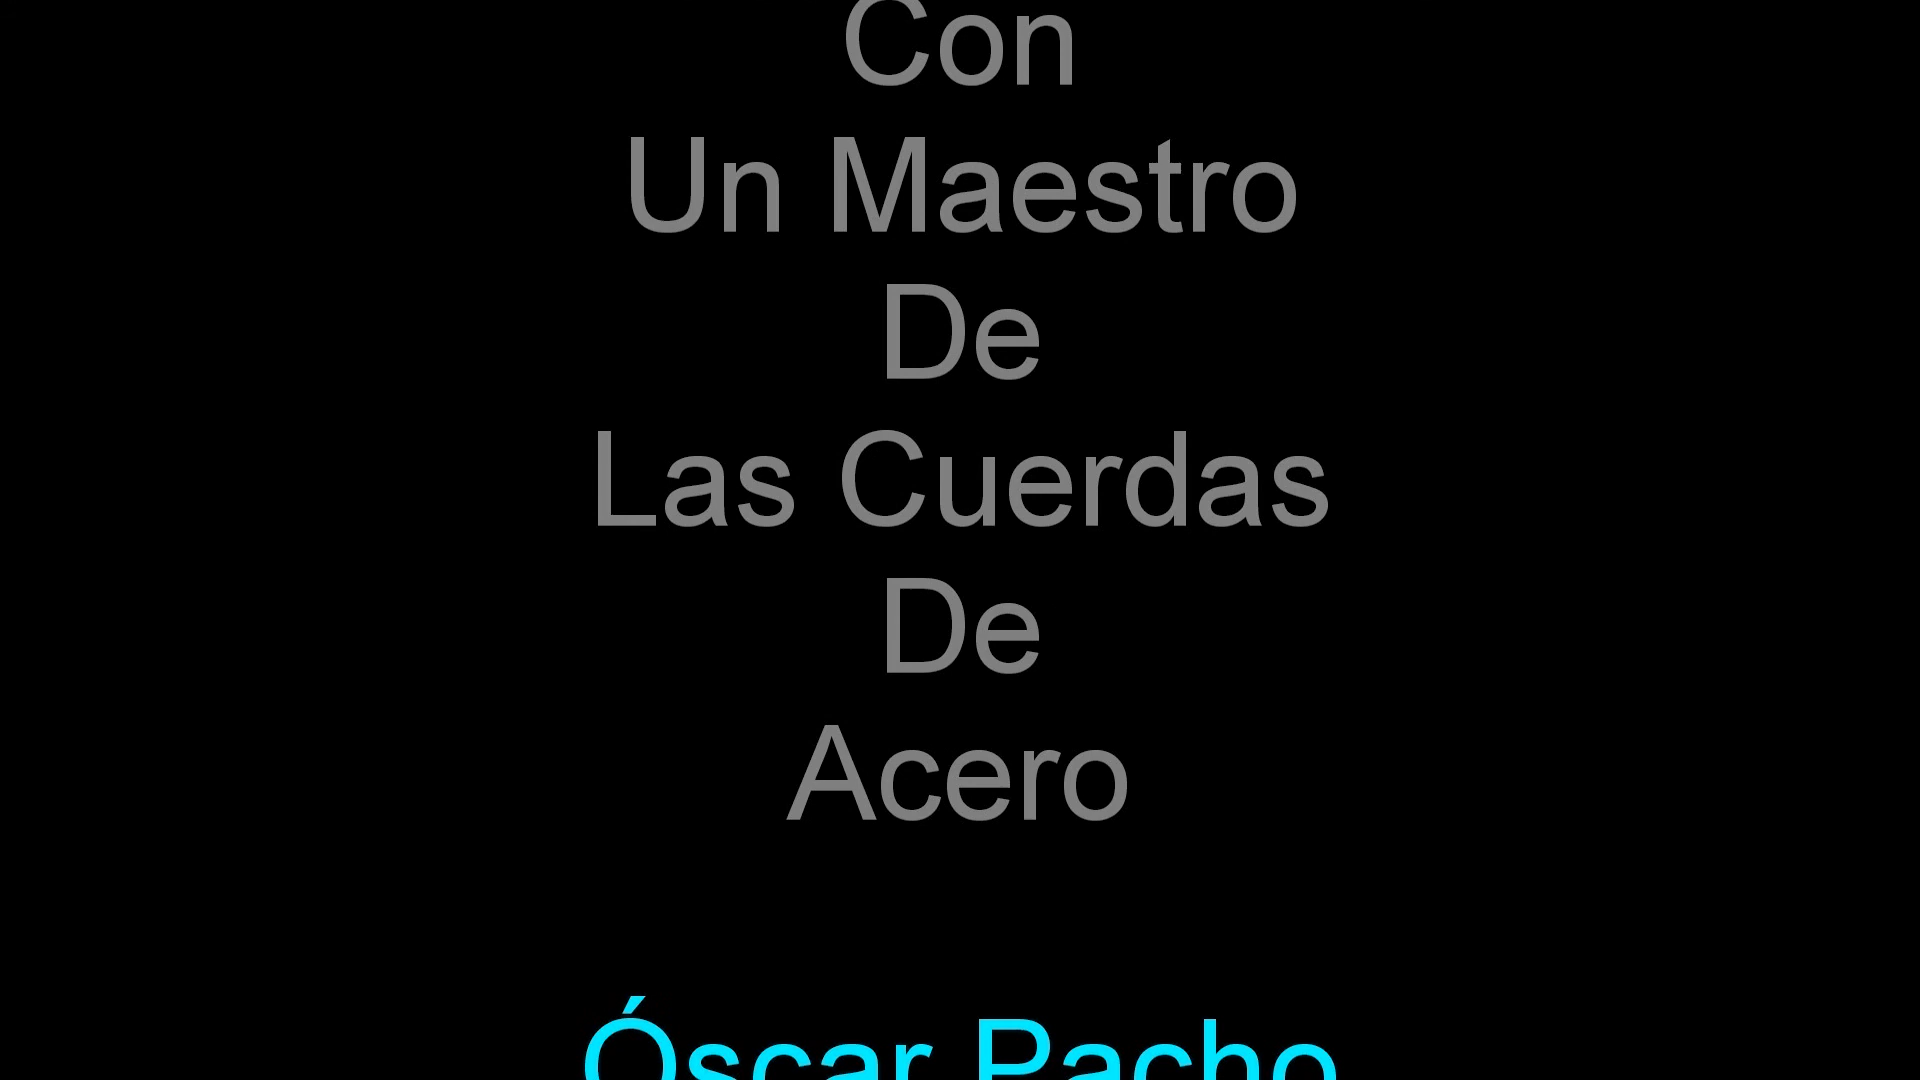 Con
Un Maestro
De
Las Cuerdas
De
Acero
Óscar Pacho